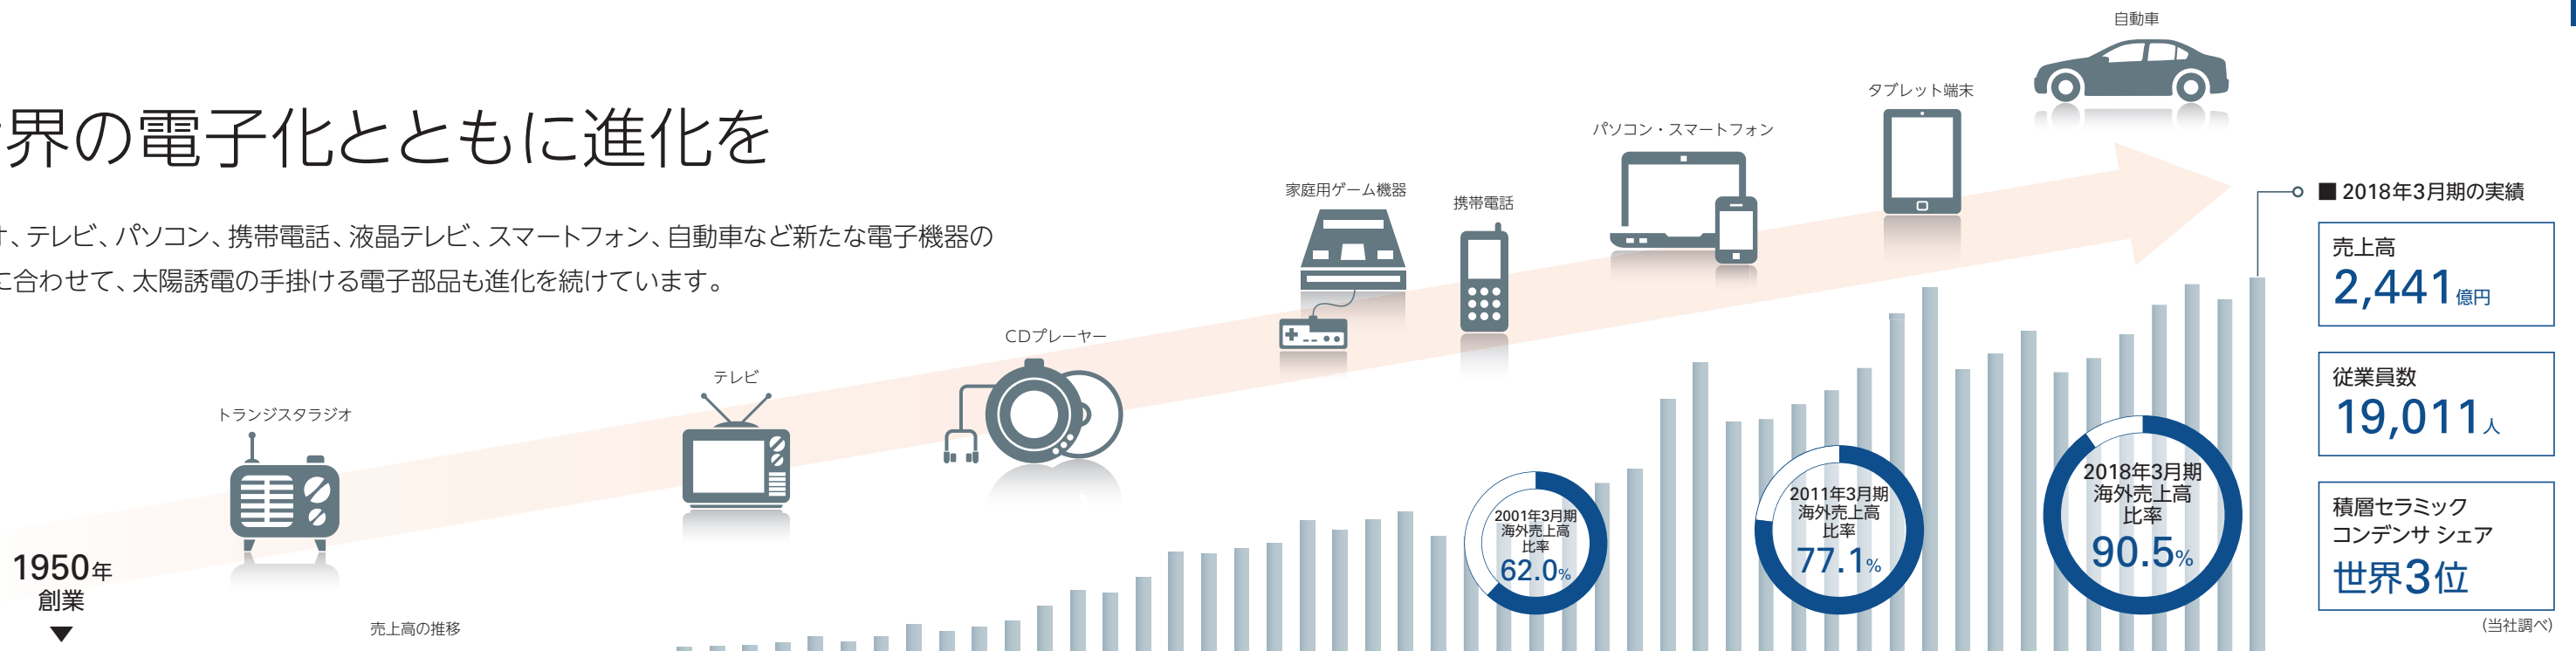 界の電子化とともに進化を
、テレビ、パソコン、携帯電話、液晶テレビ、スマートフォン、自動車など新たな電子機器の
に合わせて、太陽誘電の手掛ける電子部品も進化を続けています。
1950年
創業
▼
トランジスタラジオ
テレビ
CDプレーヤー
家庭用ゲーム機器
携帯電話
パソコン・スマートフォン
タブレット端末
自動車
売上高の推移
2001年3月期
海外売上高
比率
62.0%
2011年3月期
海外売上高
比率
77.1%
2018年3月期
海外売上高
比率
90.5%
■ 2018年3月期の実績
売上高
2,441億円
従業員数
19,011人
積層セラミック
コンデンサ シェア
世界3位
(当社調べ)